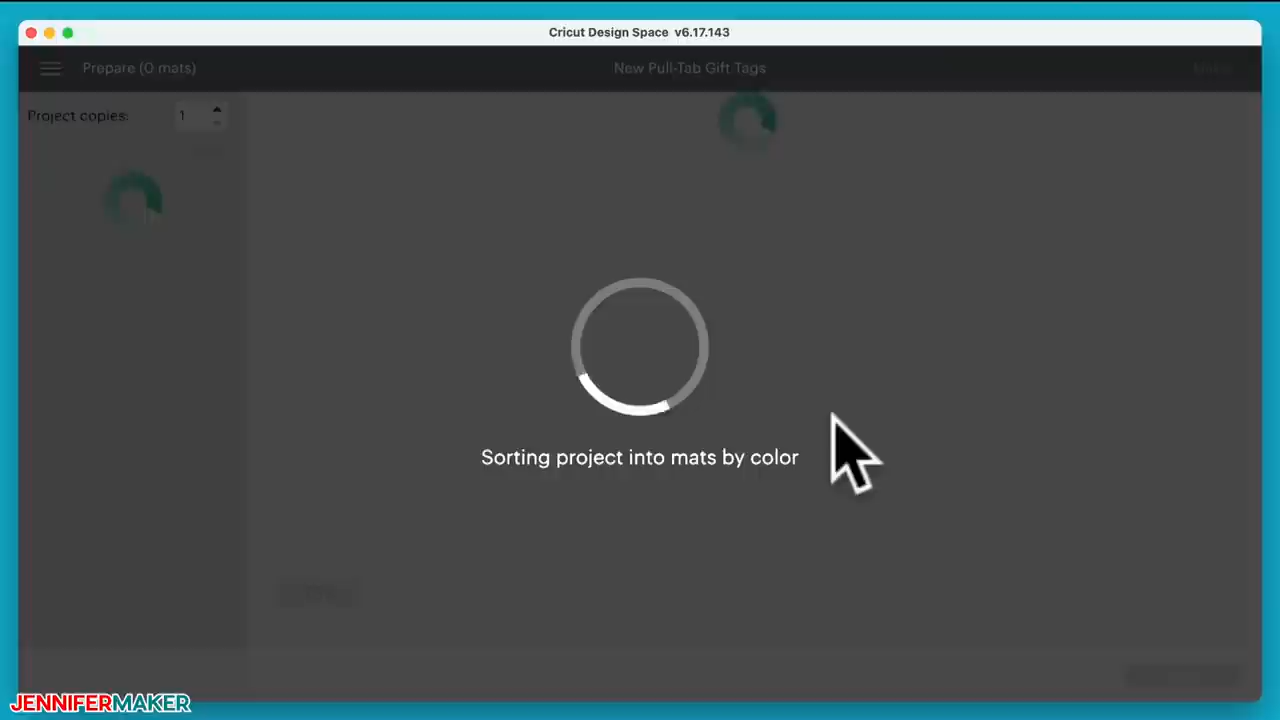 Cricut Design Space v6.17.143
Prepare (0 mats)
New Pull-Tab Gift Tags
Project copies: 1
Sorting project into mats by color
JENNIFERMAKER